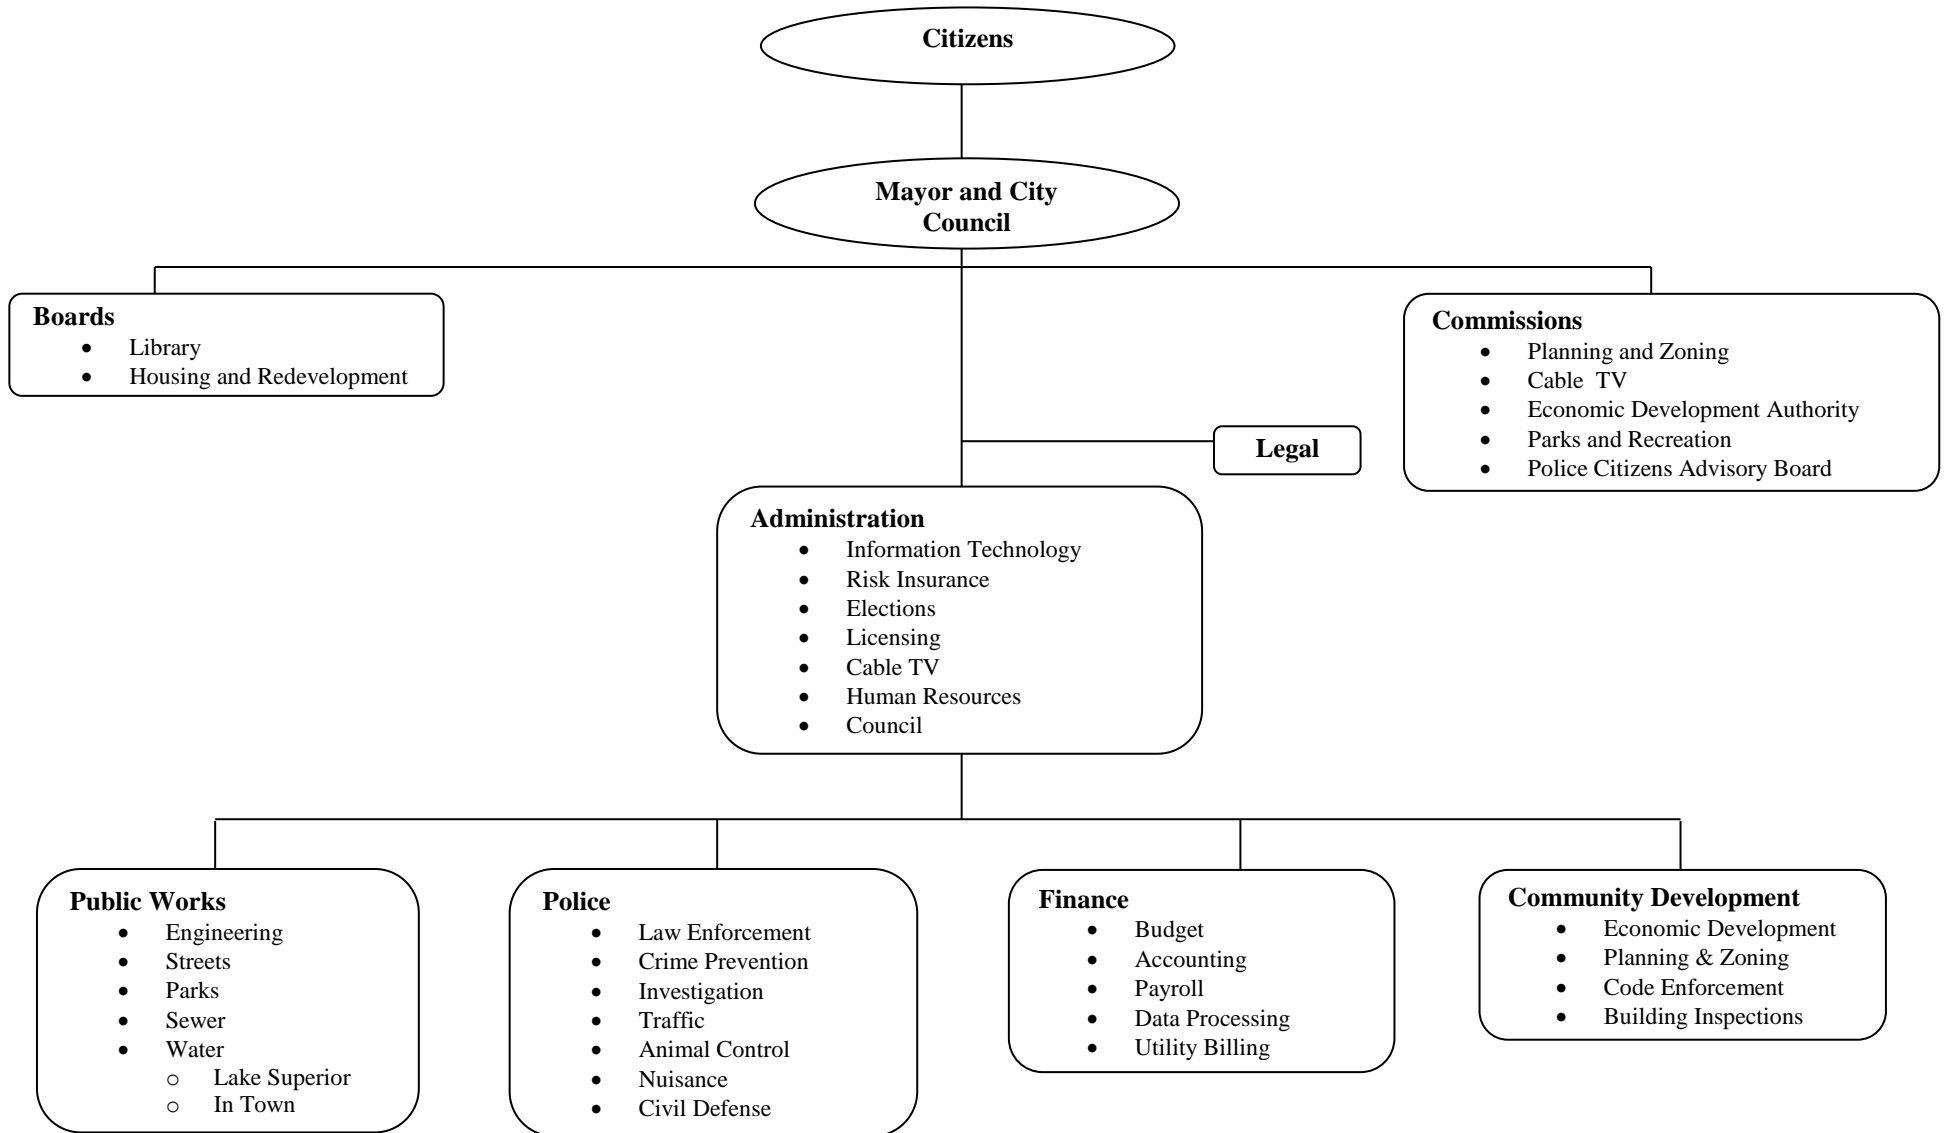 Citizens
Mayor and City
Council
Boards
• Library
• Housing and Redevelopment
Commissions
• Planning and Zoning
• Cable  TV
• Economic Development Authority
• Parks and Recreation
• Police Citizens Advisory Board
Legal
Administration
• Information Technology
• Risk Insurance
• Elections
• Licensing
• Cable TV
• Human Resources
• Council
Public Works
• Engineering
• Streets
• Parks
• Sewer
• Water
o Lake Superior
o In Town
Police
• Law Enforcement
• Crime Prevention
• Investigation
• Traffic
• Animal Control
• Nuisance
• Civil Defense
Finance
• Budget
• Accounting
• Payroll
• Data Processing
• Utility Billing
Community Development
• Economic Development
• Planning & Zoning
• Code Enforcement
• Building Inspections